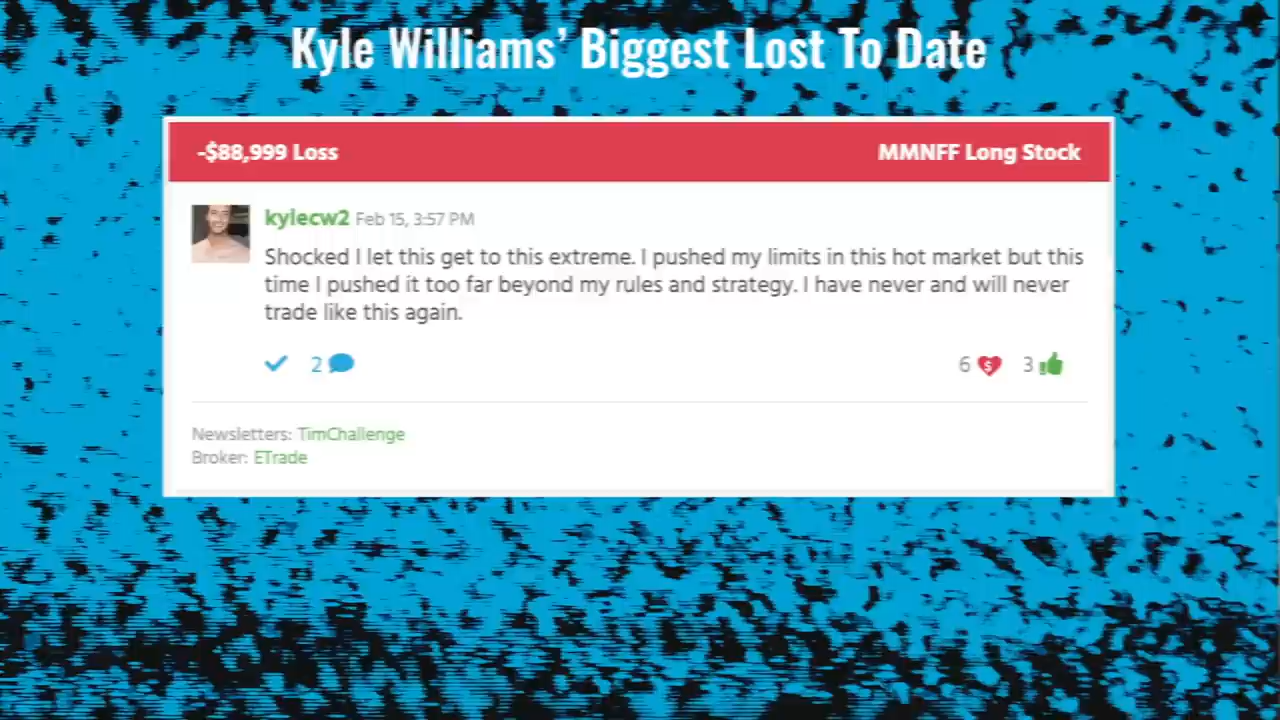 Kyle Williams’ Biggest Lost To Date
-$88,999 Loss
MMNFF Long Stock
kylecw2 Feb 15, 3:57 PM
Shocked I let this get to this extreme. I pushed my limits in this hot market but this
time I pushed it too far beyond my rules and strategy. I have never and will never
trade like this again.
2
6 $ 3
Newsletters: TimChallenge
Broker: ETrade